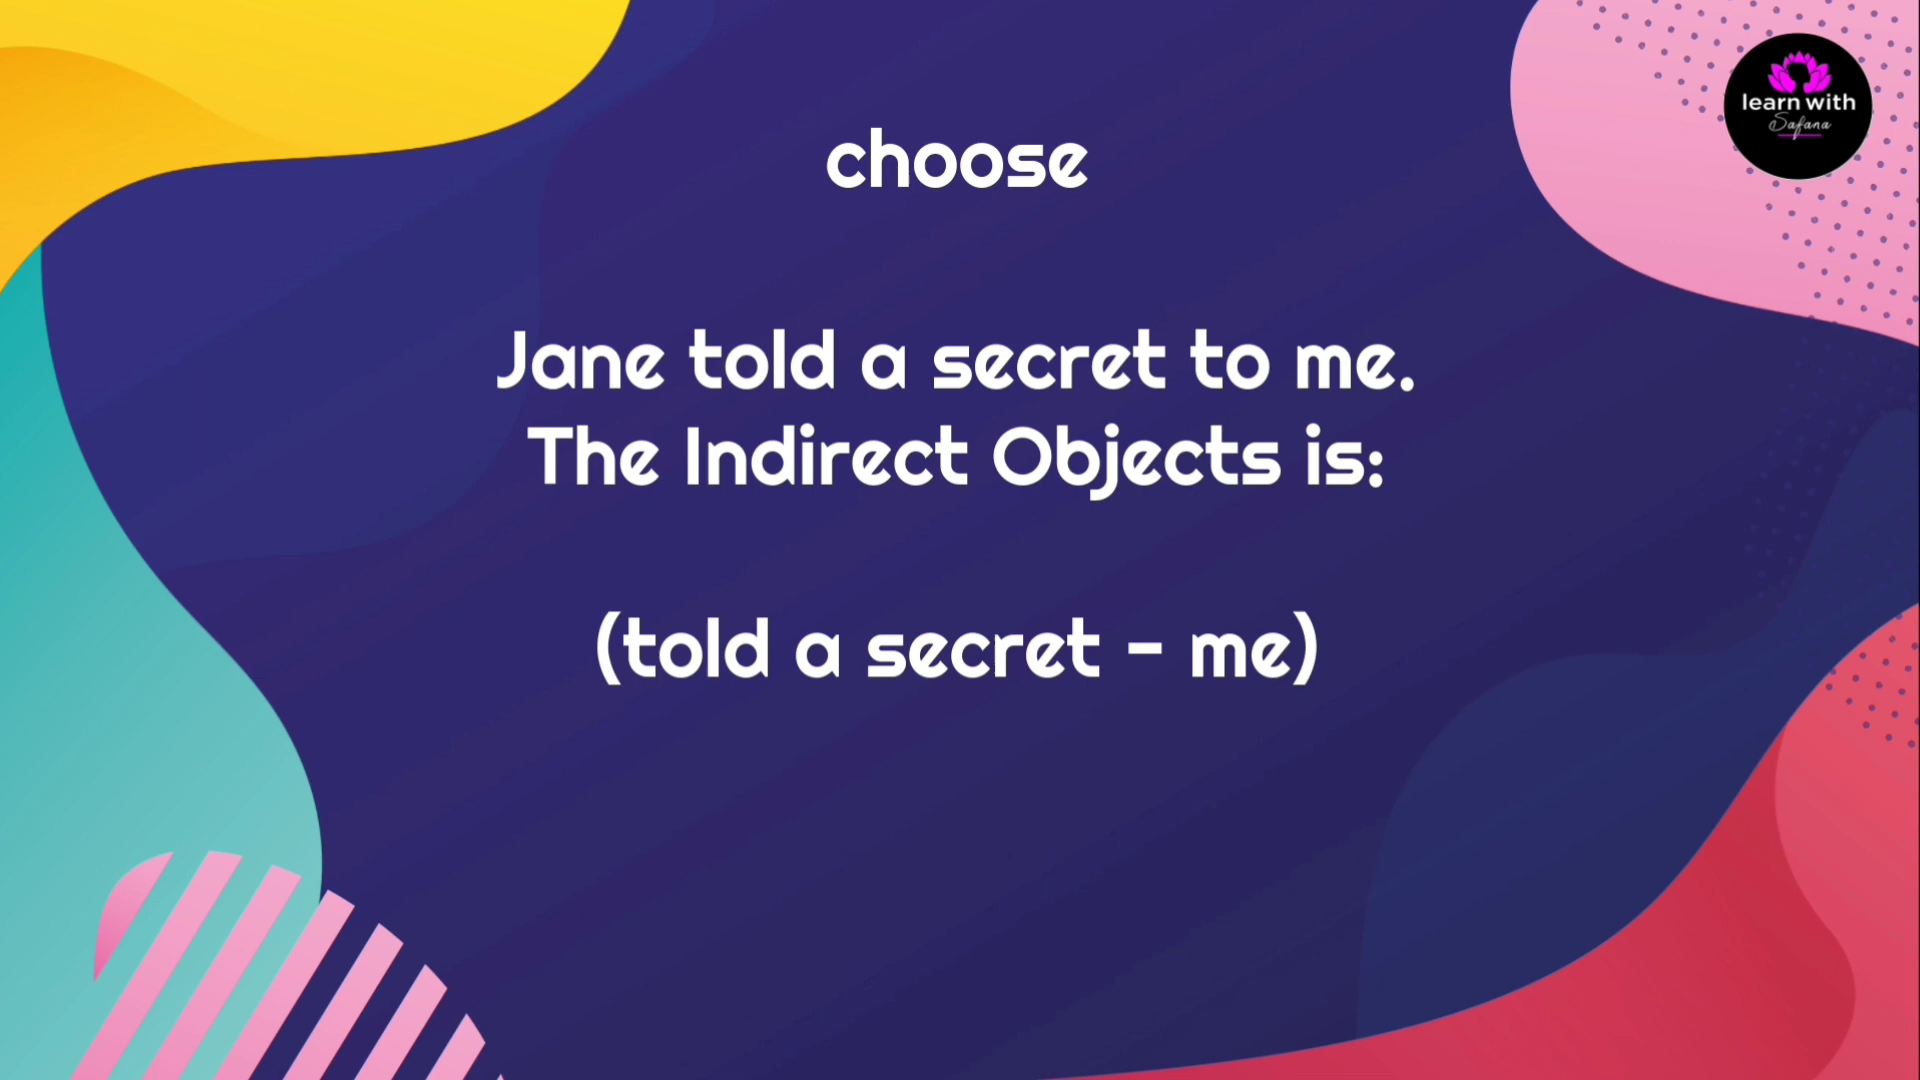 learn with
Safana
choose
Jane told a secret to me.
The Indirect Objects is:
(told a secret - me)